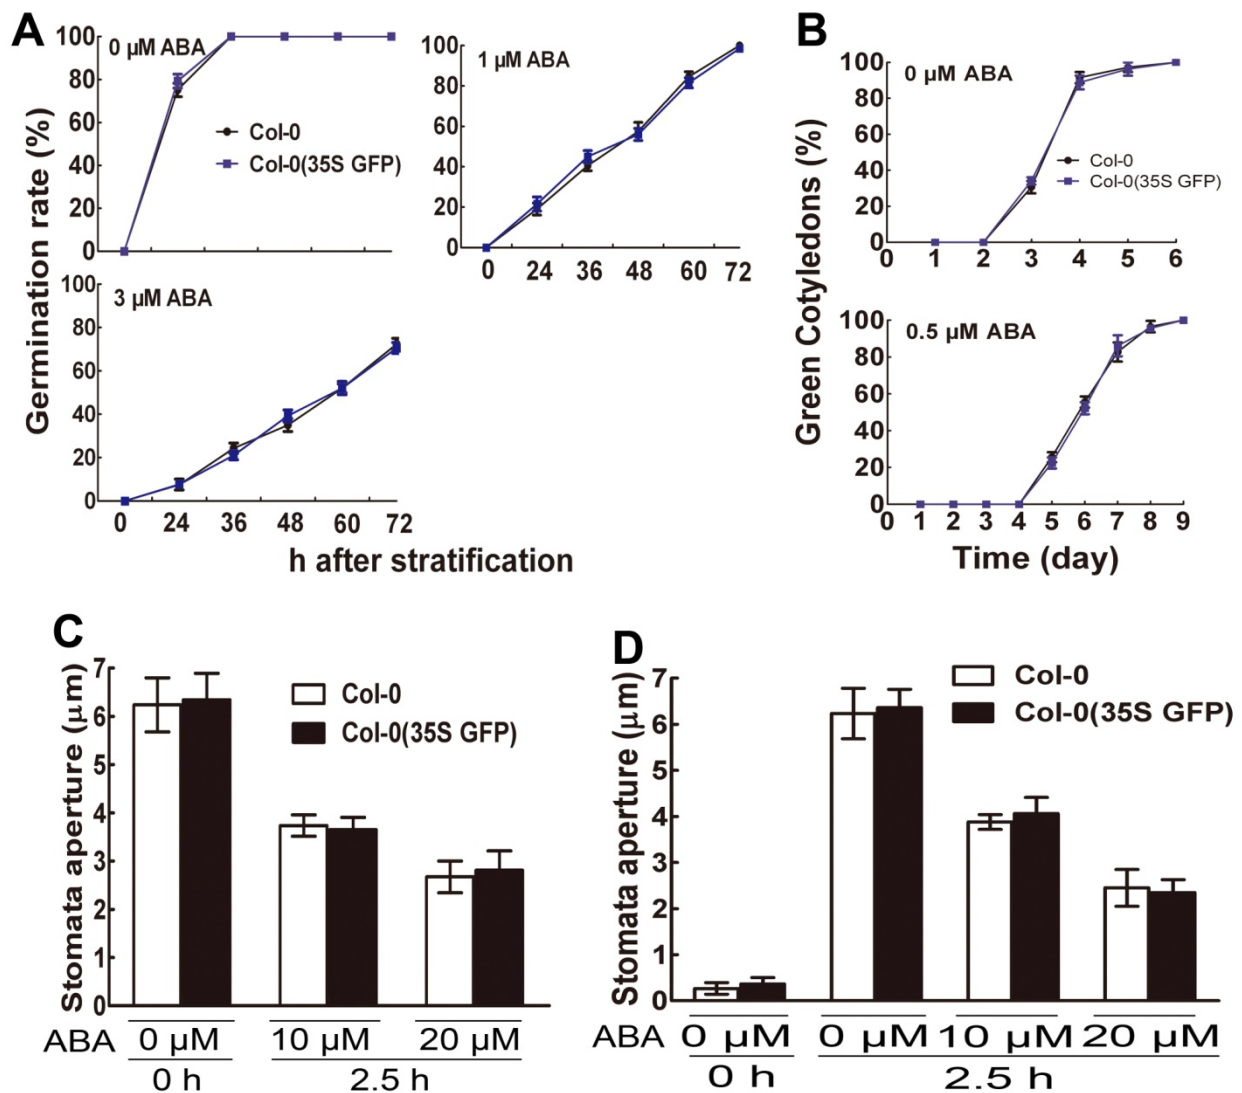 A
Germination rate (%)
100
80
60
40
20
0
0 µM ABA
Col-0
Col-0(35S GFP)
100
80
60
40
20
0
1 µM ABA
0 24 36 48 60 72
100
80
60
40
20
0
3 µM ABA
0 24 36 48 60 72
h after stratification
B
Green Cotyledons (%)
100
80
60
40
20
0
0 µM ABA
Col-0
Col-0(35S GFP)
0 1 2 3 4 5 6
100
80
60
40
20
0
0.5 µM ABA
0 1 2 3 4 5 6 7 8 9
Time (day)
C
Stomata aperture (µm)
7
6
5
4
3
2
1
0
Col-0
Col-0(35S GFP)
ABA 0 µM 10 µM 20 µM
0 h 2.5 h
D
Stomata aperture (µm)
7
6
5
4
3
2
1
0
Col-0
Col-0(35S GFP)
ABA 0 µM 0 µM 10 µM 20 µM
0 h 2.5 h